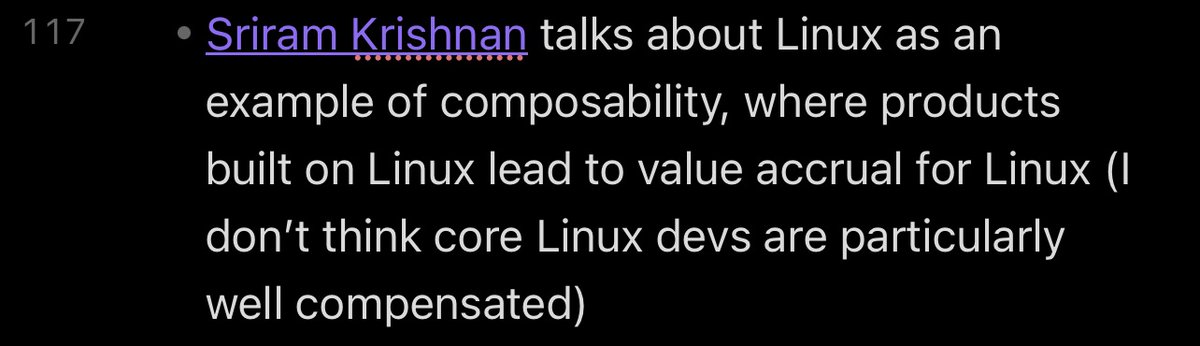 117
• Sriram Krishnan talks about Linux as an
example of composability, where products
built on Linux lead to value accrual for Linux (I
don’t think core Linux devs are particularly
well compensated)